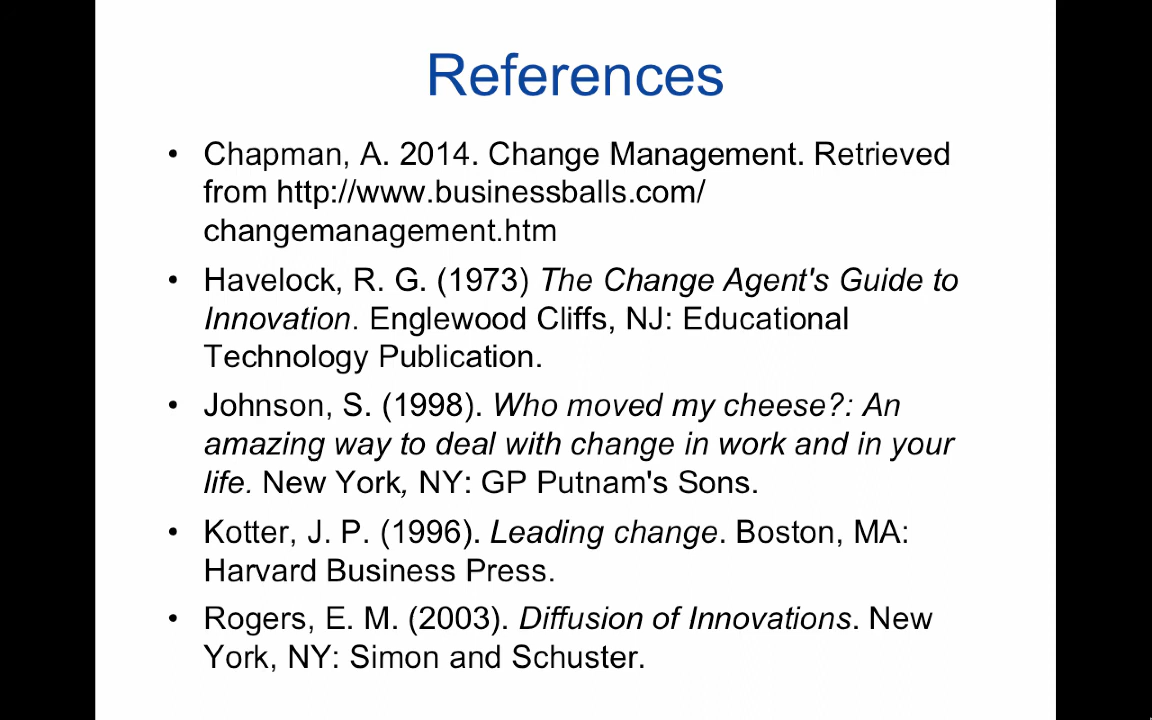 References
• Chapman, A. 2014. Change Management. Retrieved
from http://www.businessballs.com/
changemanagement.htm
• Havelock, R. G. (1973) The Change Agent's Guide to
Innovation. Englewood Cliffs, NJ: Educational
Technology Publication.
• Johnson, S. (1998). Who moved my cheese?: An
amazing way to deal with change in work and in your
life. New York, NY: GP Putnam's Sons.
• Kotter, J. P. (1996). Leading change. Boston, MA:
Harvard Business Press.
• Rogers, E. M. (2003). Diffusion of Innovations. New
York, NY: Simon and Schuster.